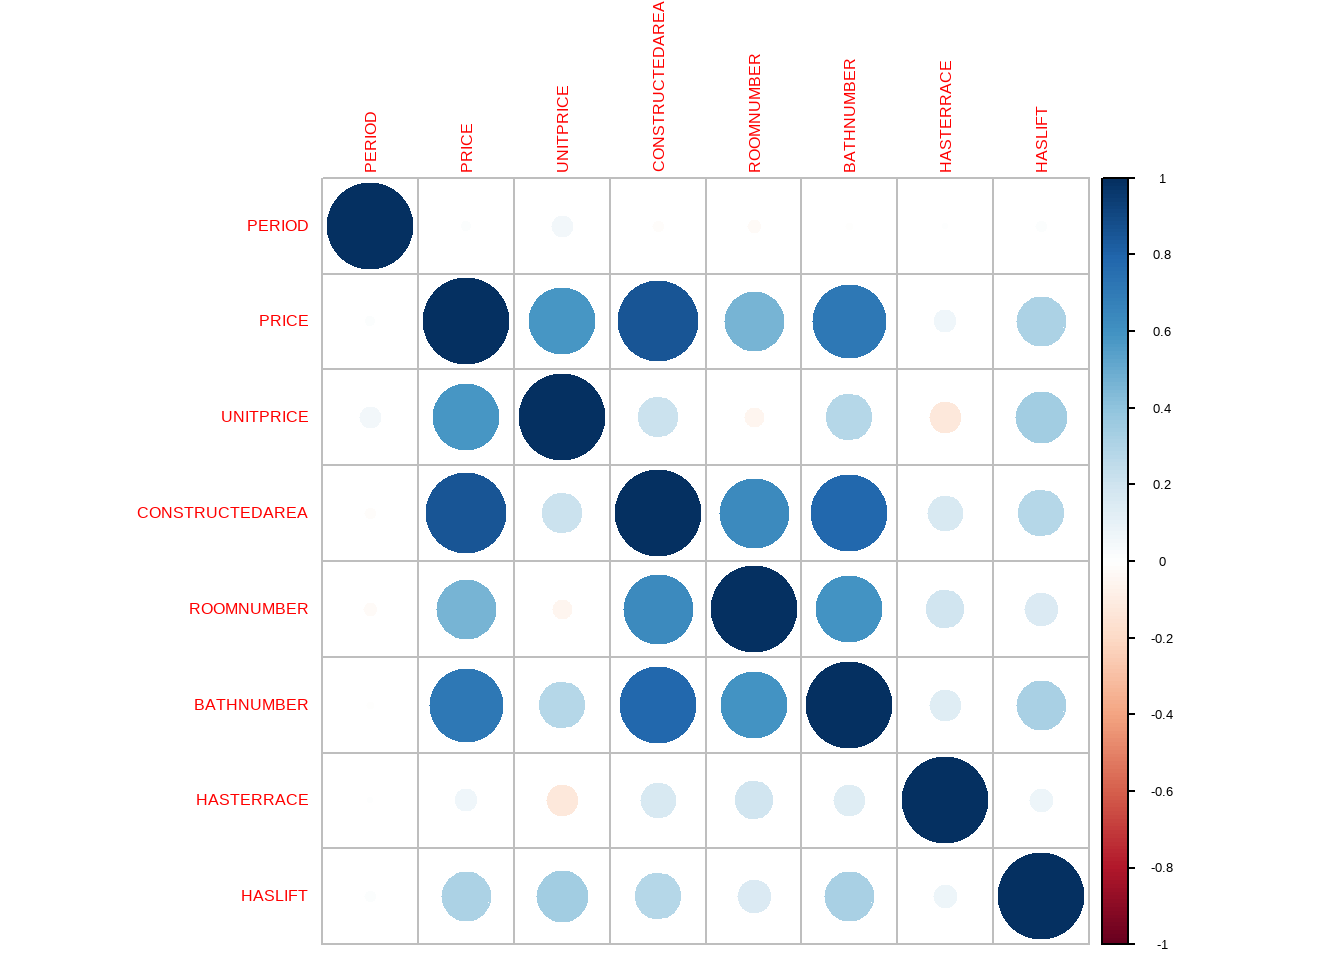 PERIOD
PRICE
UNITPRICE
CONSTRUCTEDAREA
ROOMNUMBER
BATHNUMBER
HASTERRACE
HASLIFT
PERIOD
PRICE
UNITPRICE
CONSTRUCTEDAREA
ROOMNUMBER
BATHNUMBER
HASTERRACE
HASLIFT
1
0.8
0.6
0.4
0.2
0
-0.2
-0.4
-0.6
-0.8
-1